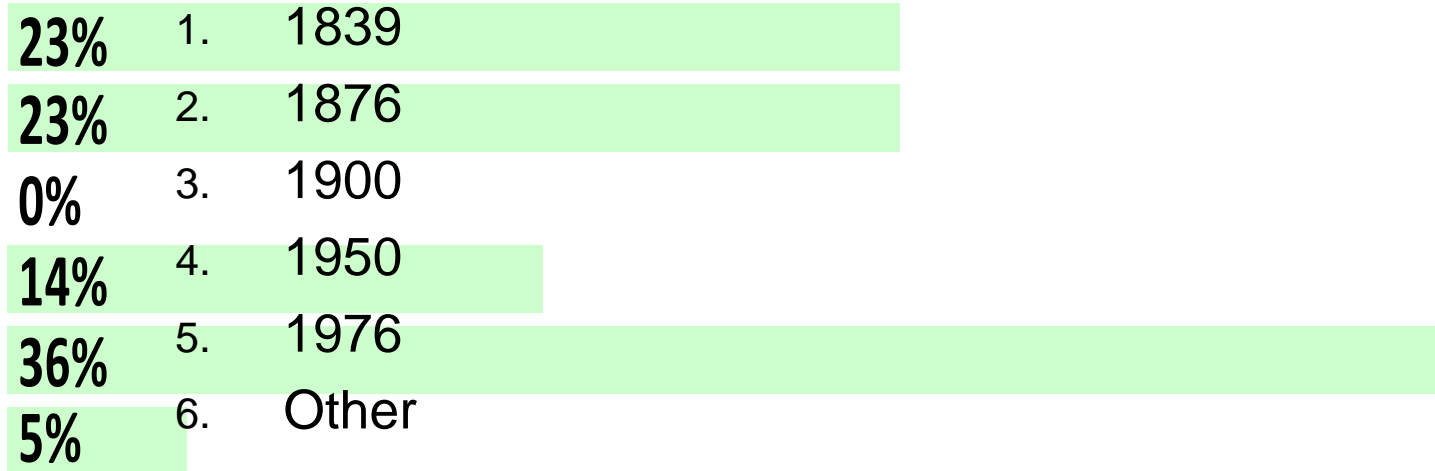 23% 1. 1839
23% 2. 1876
0% 3. 1900
14% 4. 1950
36% 5. 1976
5% 6. Other